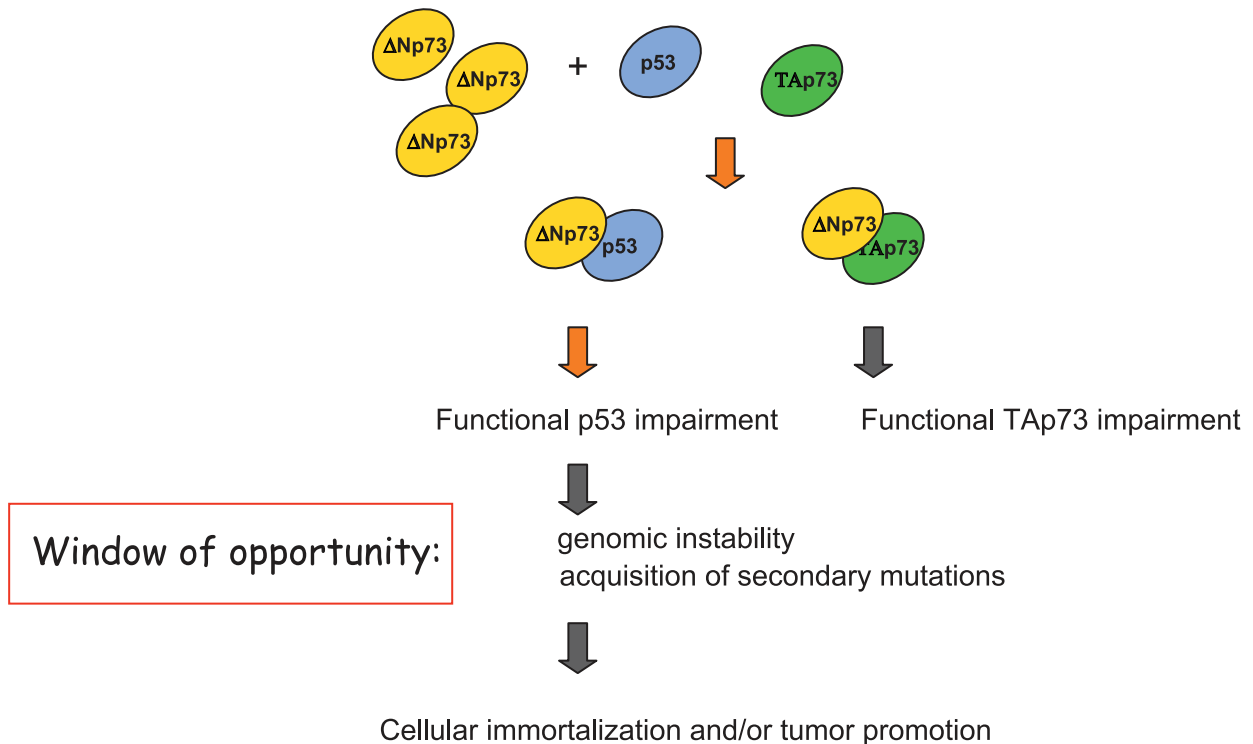 ΔNp73
ΔNp73
ΔNp73
+
p53
TAp73
ΔNp73
p53
ΔNp73
TAp73
Functional p53 impairment
Functional TAp73 impairment
Window of opportunity:
genomic instability
acquisition of secondary mutations
Cellular immortalization and/or tumor promotion